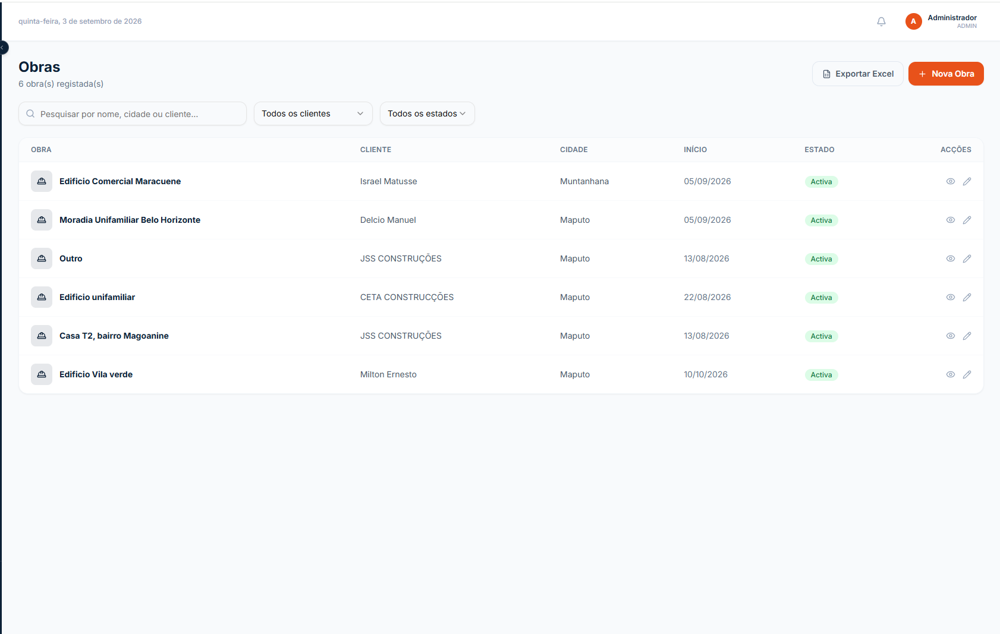 quinta-feira, 3 de setembro de 2026
A
Administrador
ADMIN
Obras
6 obra(s) registada(s)
Exportar Excel
+ Nova Obra
Pesquisar por nome, cidade ou cliente...
Todos os clientes
Todos os estados
OBRA CLIENTE CIDADE INÍCIO ESTADO ACÇÕES
Edificio Comercial Maracuene Israel Matusse Muntanhana 05/09/2026 Activa
Moradia Unifamiliar Belo Horizonte Delcio Manuel Maputo 05/09/2026 Activa
Outro JSS CONSTRUÇÕES Maputo 13/08/2026 Activa
Edificio unifamiliar CETA CONSTRUCÇÕES Maputo 22/08/2026 Activa
Casa T2, bairro Magoanine JSS CONSTRUÇÕES Maputo 13/08/2026 Activa
Edificio Vila verde Milton Ernesto Maputo 10/10/2026 Activa